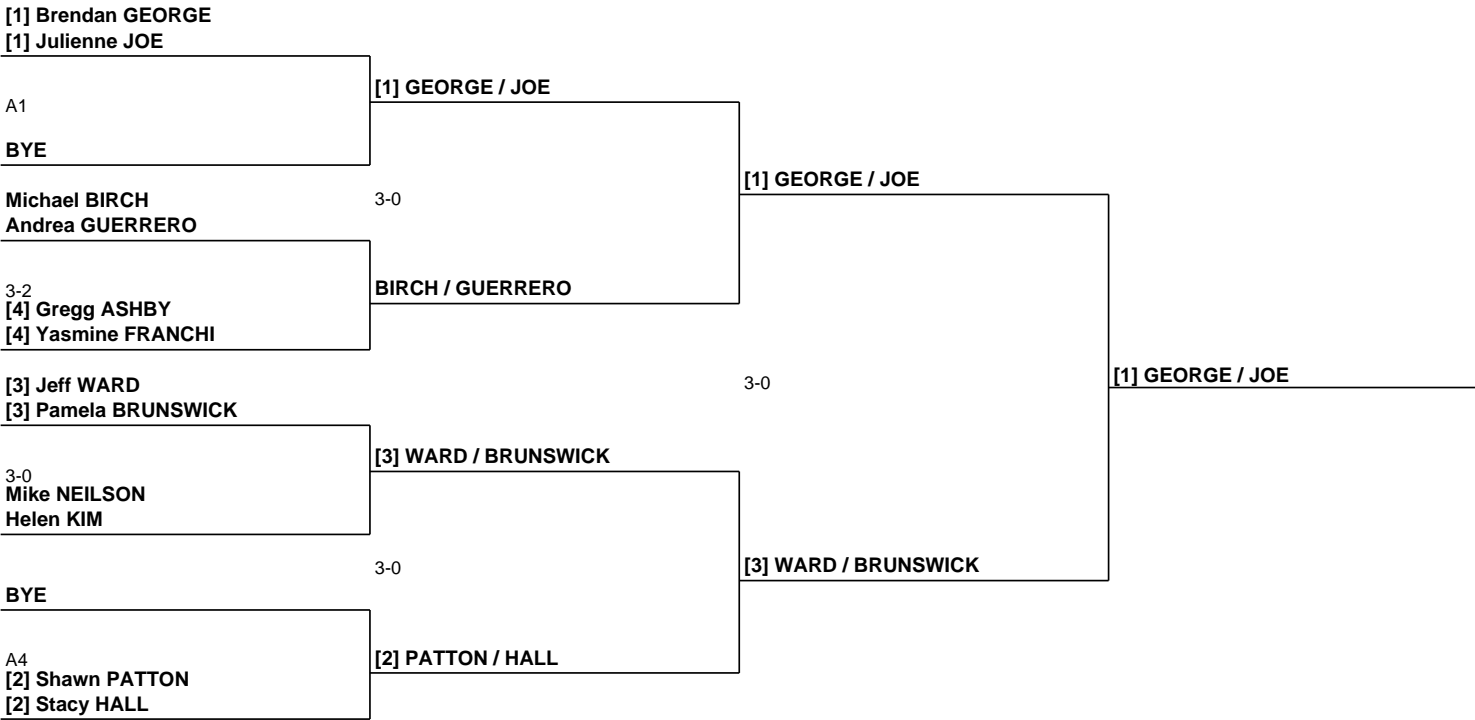 [1] Brendan GEORGE
[1] Julienne JOE
[1] GEORGE / JOE
A1
BYE
[1] GEORGE / JOE
Michael BIRCH
3-0
Andrea GUERRERO
3-2
BIRCH / GUERRERO
[4] Gregg ASHBY
[4] Yasmine FRANCHI
[1] GEORGE / JOE
[3] Jeff WARD
3-0
[3] Pamela BRUNSWICK
[3] WARD / BRUNSWICK
3-0
Mike NEILSON
Helen KIM
3-0
[3] WARD / BRUNSWICK
BYE
A4
[2] PATTON / HALL
[2] Shawn PATTON
[2] Stacy HALL